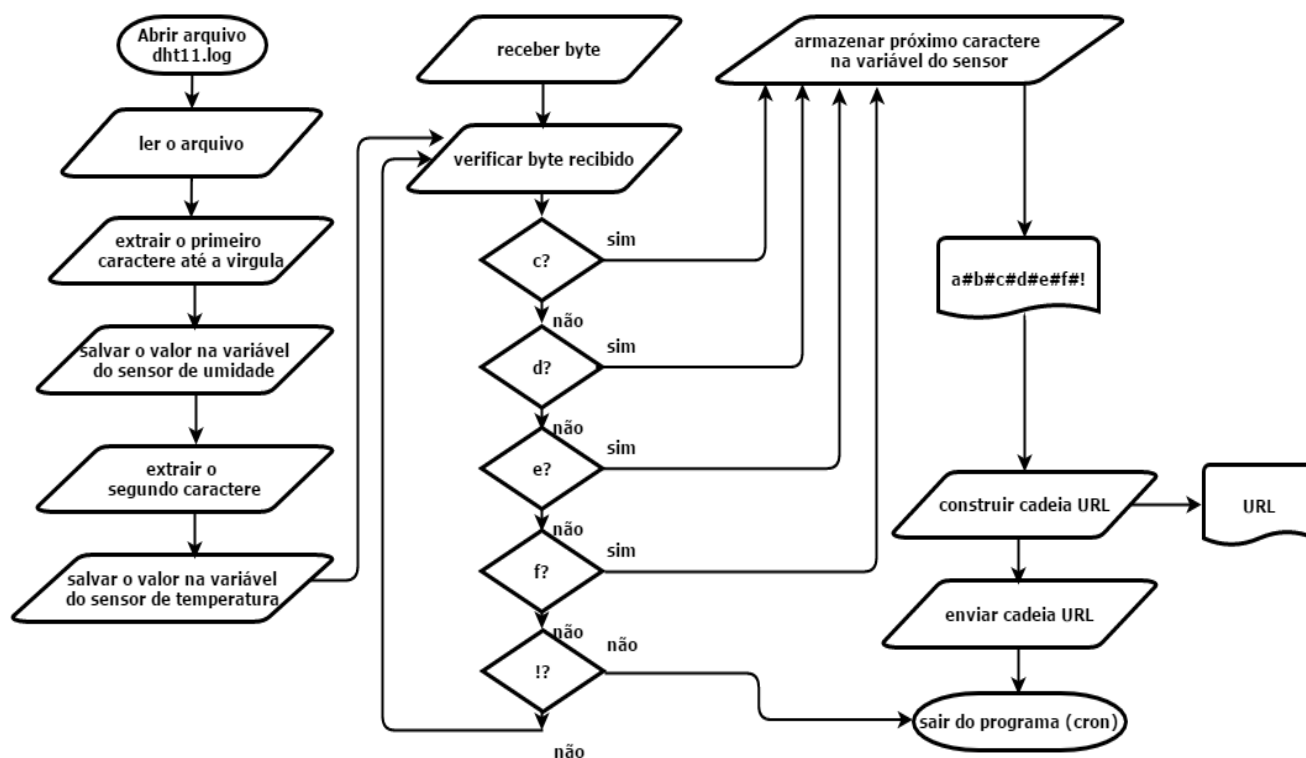 Abrir arquivo
dht11.log
ler o arquivo
extrair o primeiro
caractere até a virgula
salvar o valor na variável
do sensor de umidade
extrair o
segundo caractere
salvar o valor na variável
do sensor de temperatura
receber byte
verificar byte recibido
c?
sim
não
d?
sim
não
e?
sim
não
f?
sim
não
!?
não
não
armazenar próximo caractere
na variável do sensor
a#b#c#d#e#f#!
construir cadeia URL
URL
enviar cadeia URL
sair do programa (cron)